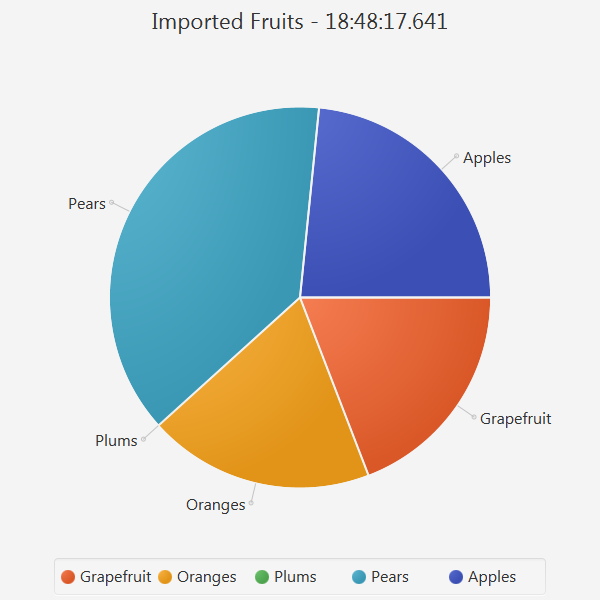 Imported Fruits - 18:48:17.641
Apples
Pears
Grapefruit
Plums
Oranges
Grapefruit Oranges Plums Pears Apples